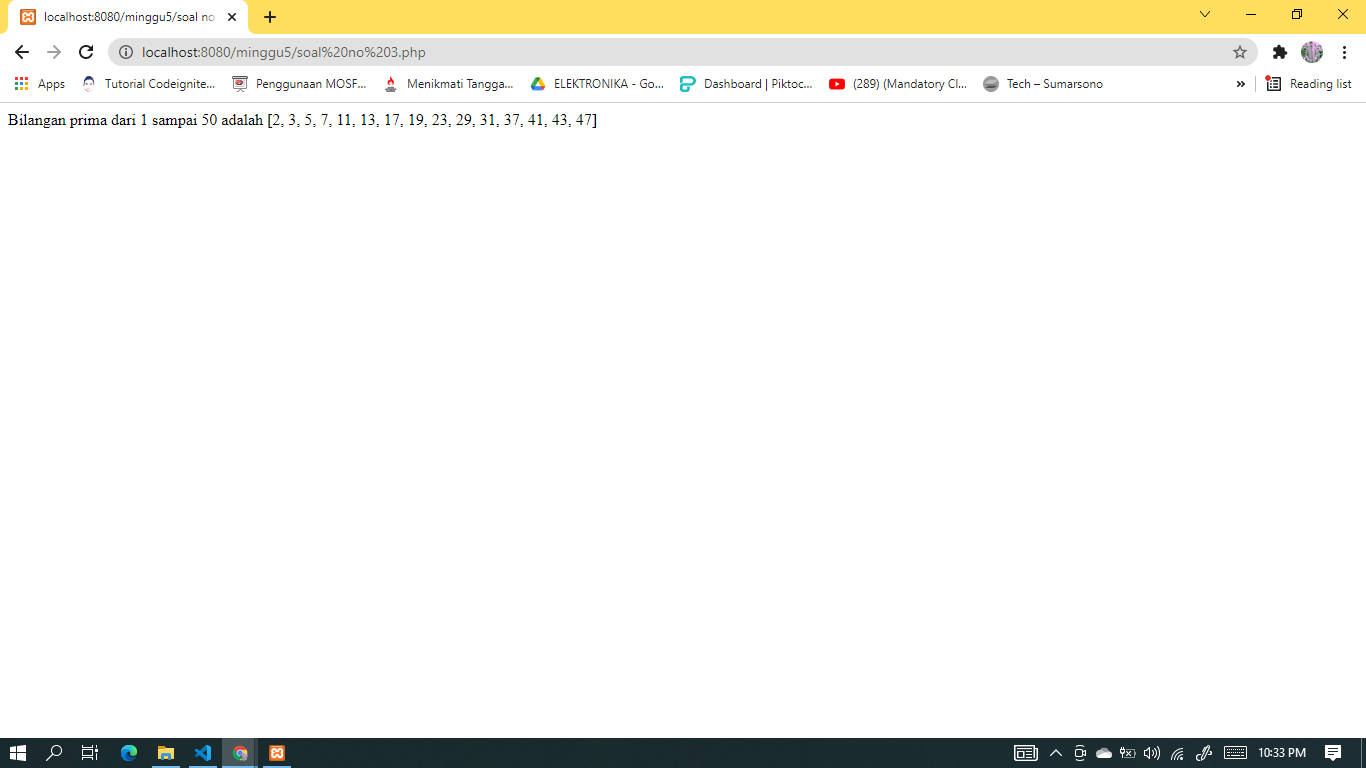 localhost:8080/minggu5/soal no
localhost:8080/minggu5/soal%20no%203.php
Apps Tutorial Codeignite... Penggunaan MOSF... Menikmati Tangga... ELEKTRONIKA - Go... Dashboard | Piktoc... (289) (Mandatory Cl... Tech – Sumarsono » Reading list
Bilangan prima dari 1 sampai 50 adalah [2, 3, 5, 7, 11, 13, 17, 19, 23, 29, 31, 37, 41, 43, 47]
10:33 PM